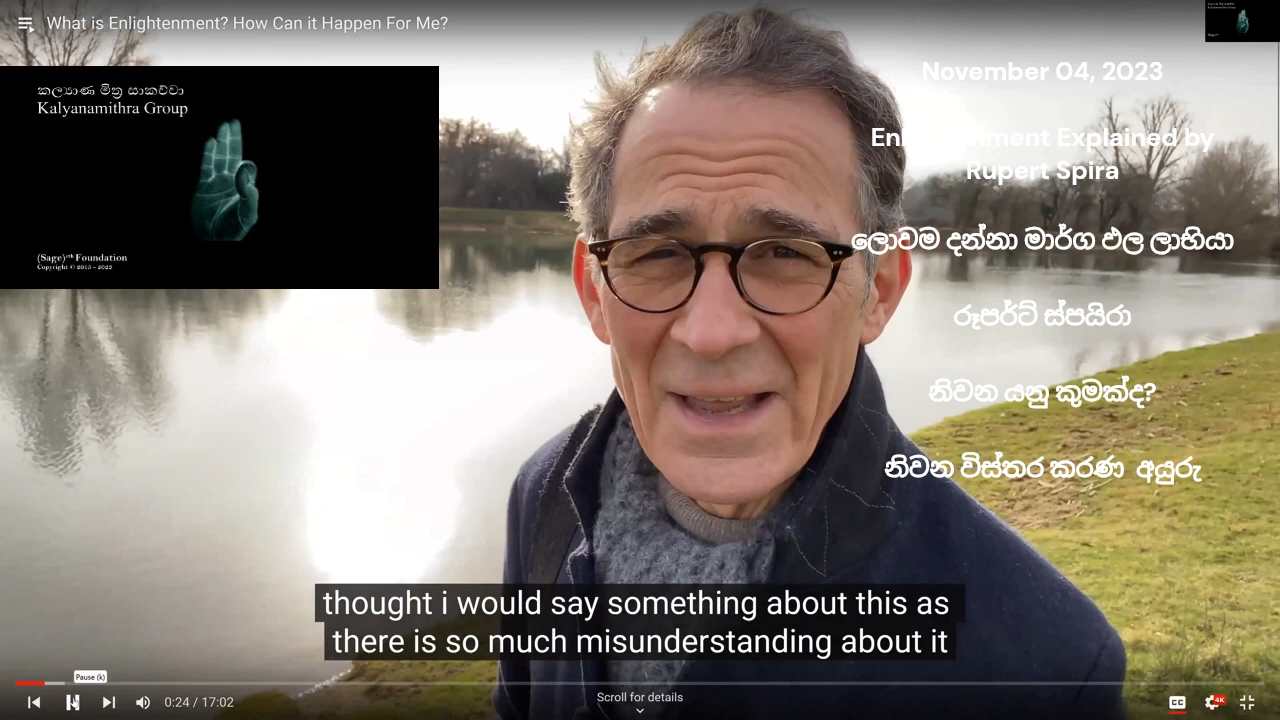 What is Enlightenment? How Can it Happen For Me?
කල්‍යාණ මිත්‍ර සාකච්චා
Kalyanamithra Group
(Sage)ⁿᵗʰ Foundation
Copyright © 2015 - 2023
November 04, 2023
Enlightenment Explained by
Rupert Spira
ලොවම දන්නා මාර්ග ඵල ලාභියා
රූපර්ට් ස්පයිරා
නිවන යනු කුමක්ද?
නිවන විස්තර කරණ අයුරු
thought i would say something about this as
there is so much misunderstanding about it
Pause (k)
0:24 / 17:02
Scroll for details
CC
4K